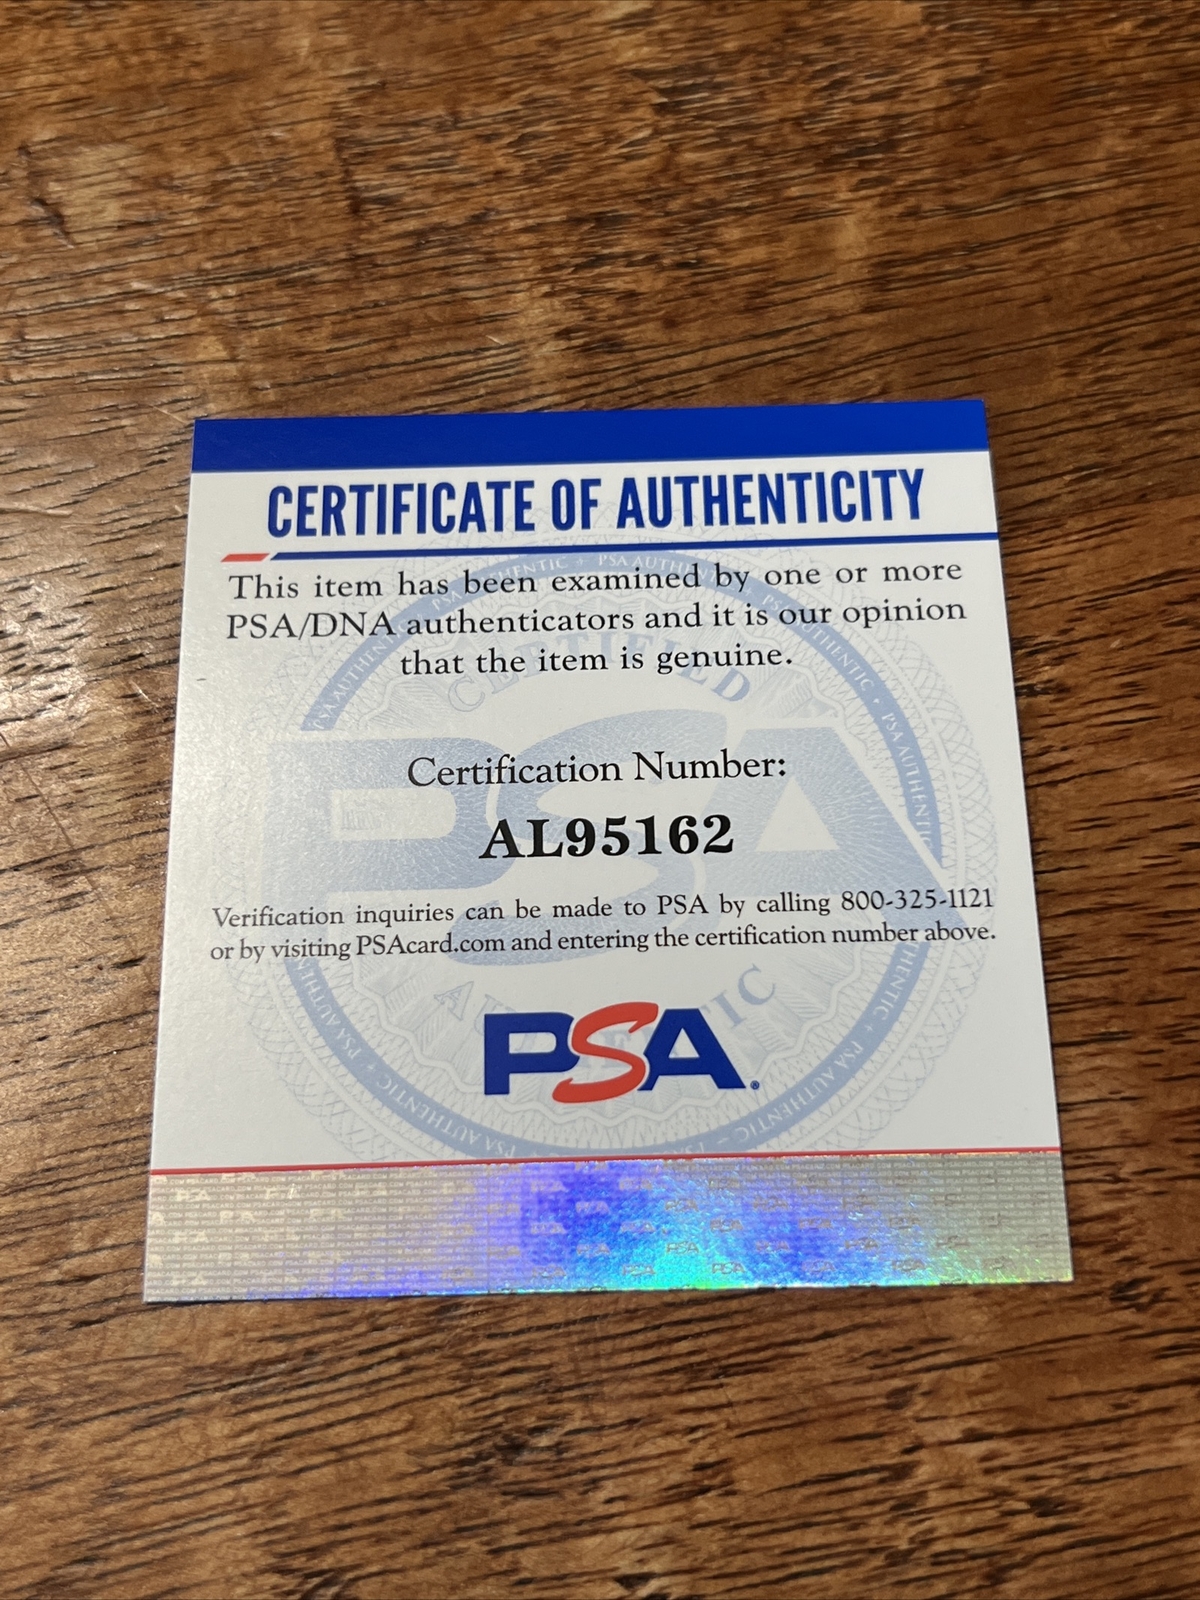 CERTIFICATE OF AUTHENTICITY
This item has been examined by one or more
PSA/DNA authenticators and it is our opinion
that the item is genuine.
Certification Number:
AL95162
Verification inquiries can be made to PSA by calling 800-325-1121
or by visiting PSAcard.com and entering the certification number above.
PSA®